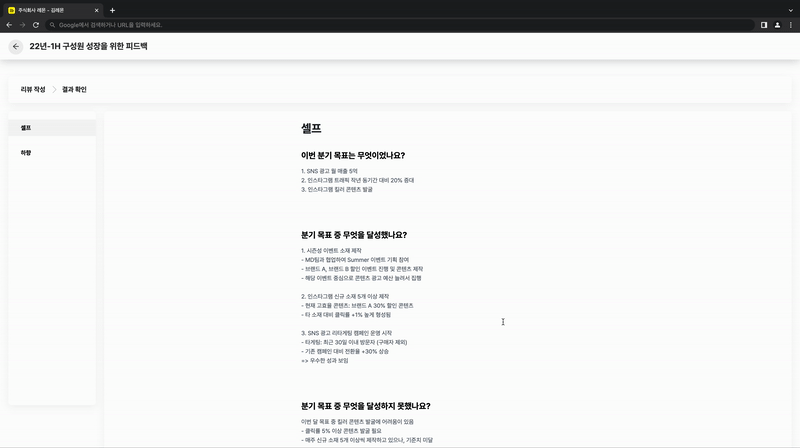 주식회사 레몬 - 김레몬
Google에서 검색하거나 URL을 입력하세요.
22년-1H 구성원 성장을 위한 피드백
리뷰 작성 > 결과 확인
셀프
하향
셀프
이번 분기 목표는 무엇이었나요?
1. SNS 광고 월 매출 5억
2. 인스타그램 트래픽 작년 동기간 대비 20% 증대
3. 인스타그램 킬러 콘텐츠 발굴
분기 목표 중 무엇을 달성했나요?
1. 시즌성 이벤트 소재 제작
- MD팀과 협업하여 Summer 이벤트 기획 참여
- 브랜드 A, 브랜드 B 할인 이벤트 진행 및 콘텐츠 제작
- 해당 이벤트 중심으로 콘텐츠 광고 예산 늘려서 집행
2. 인스타그램 신규 소재 5개 이상 제작
- 현재 고효율 콘텐츠: 브랜드 A 30% 할인 콘텐츠
- 타 소재 대비 클릭률 +1% 높게 형성됨
3. SNS 광고 리타게팅 캠페인 운영 시작
- 타게팅: 최근 30일 이내 방문자 (구매자 제외)
- 기존 캠페인 대비 전환율 +30% 상승
=> 우수한 성과 보임
분기 목표 중 무엇을 달성하지 못했나요?
이번 달 목표 중 킬러 콘텐츠 발굴에 어려움이 있음
- 클릭률 5% 이상 콘텐츠 발굴 필요
- 매주 신규 소재 5개 이상씩 제작하고 있으나, 기준치 미달